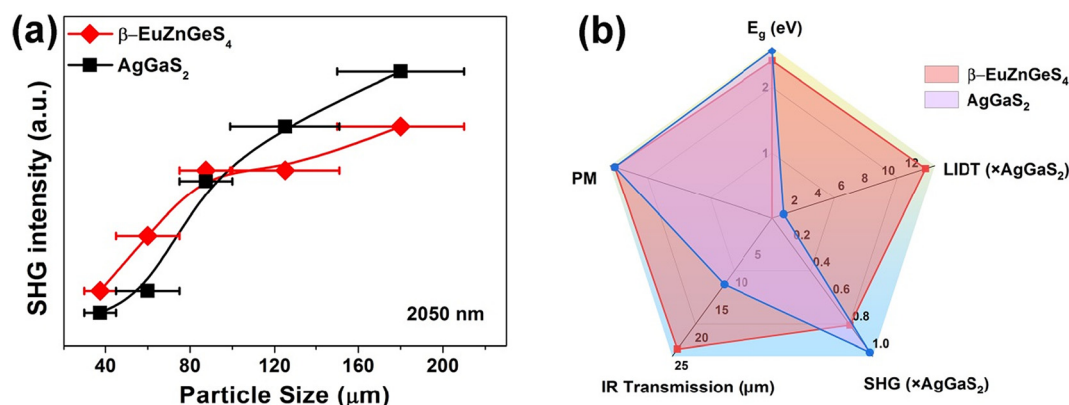 (a)
β–EuZnGeS₄
AgGaS₂
SHG intensity (a.u.)
2050 nm
40 80 120 160 200
Particle Size (μm)
(b)
E_g (eV)
β–EuZnGeS₄
AgGaS₂
2
1
PM
2 4 6 8 10 12
LIDT (×AgGaS₂)
0.2
0.4
0.6
0.8
1.0
5
10
15
20
25
IR Transmission (μm)
SHG (×AgGaS₂)